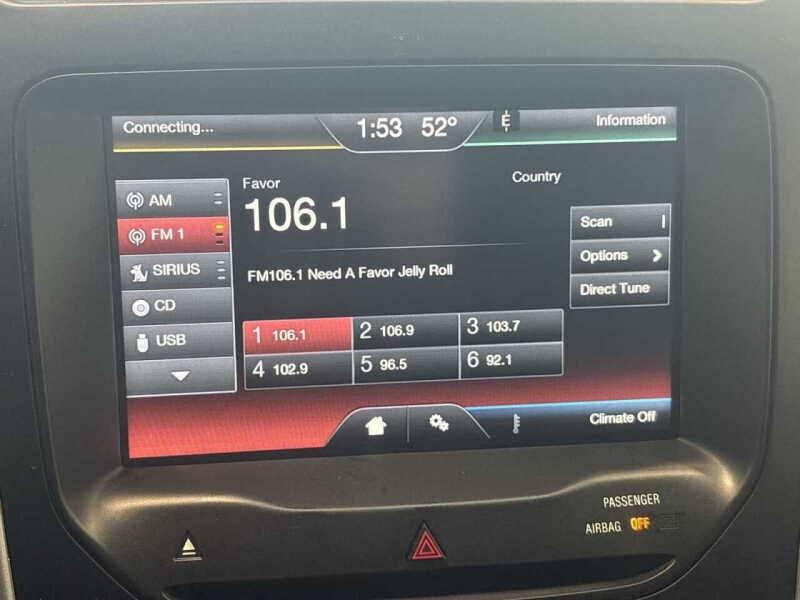 Connecting...
1:53 52° E
Information
Favor
Country
106.1
FM106.1 Need A Favor Jelly Roll
AM
FM 1
SIRIUS
CD
USB
Scan
Options
Direct Tune
1 106.1
2 106.9
3 103.7
4 102.9
5 96.5
6 92.1
Climate Off
PASSENGER
AIRBAG OFF